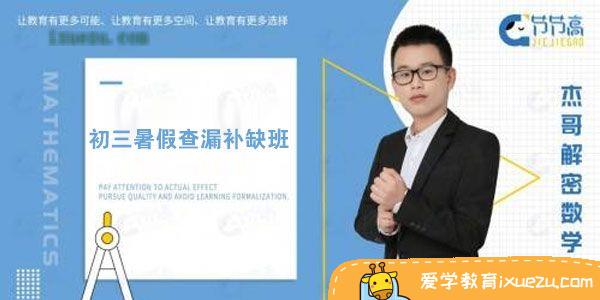 让教育有更多可能、让教育有更多空间、让教育有更多选择
ixuezu.com
节节高
JIEJIEGAO
MATHEMATICS
初三暑假查漏补缺班
PAY ATTENTION TO ACTUAL EFFECT
PURSUE QUALITY AND AVOID LEARNING FORMALIZATION.
杰哥解密数学
爱学教育ixuezu.com